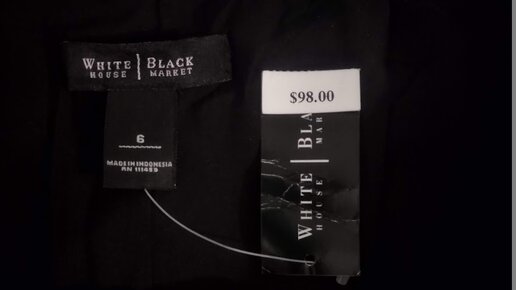 WHITE | BLACK
HOUSE | MARKET
6
MADE IN INDONESIA
RN 111459
$98.00
WHITE | BLA
HOUSE | MAR